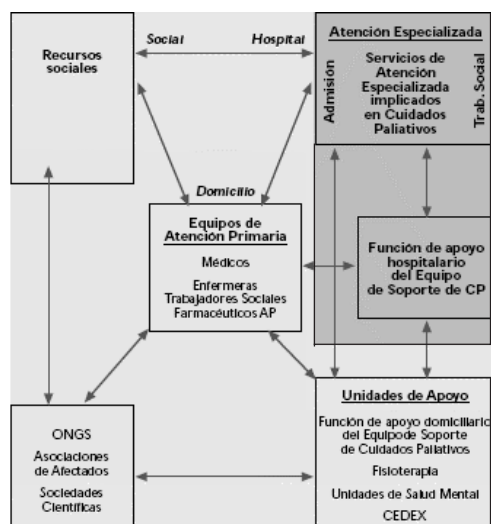 Recursos
sociales
Social
Hospital
Atención Especializada
Admisión
Servicios de
Atención
Especializada
implicados
en Cuidados
Paliativos
Trab. Social
Domicilio
Equipos de
Atención Primaria
Médicos
Enfermeras
Trabajadores Sociales
Farmacéuticos AP
Función de apoyo
hospitalario
del Equipo
de Soporte de CP
ONGS
Asociaciones
de Afectados
Sociedades
Científicas
Unidades de Apoyo
Función de apoyo domiciliario
del Equipode Soporte
de Cuidados Pallativos
Fisioterapia
Unidades de Salud Mental
CEDEX